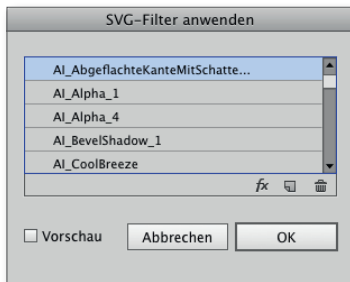 SVG-Filter anwenden
AI_AbgeflachteKanteMitSchatte...
AI_Alpha_1
AI_Alpha_4
AI_BevelShadow_1
AI_CoolBreeze
fx
Vorschau
Abbrechen
OK